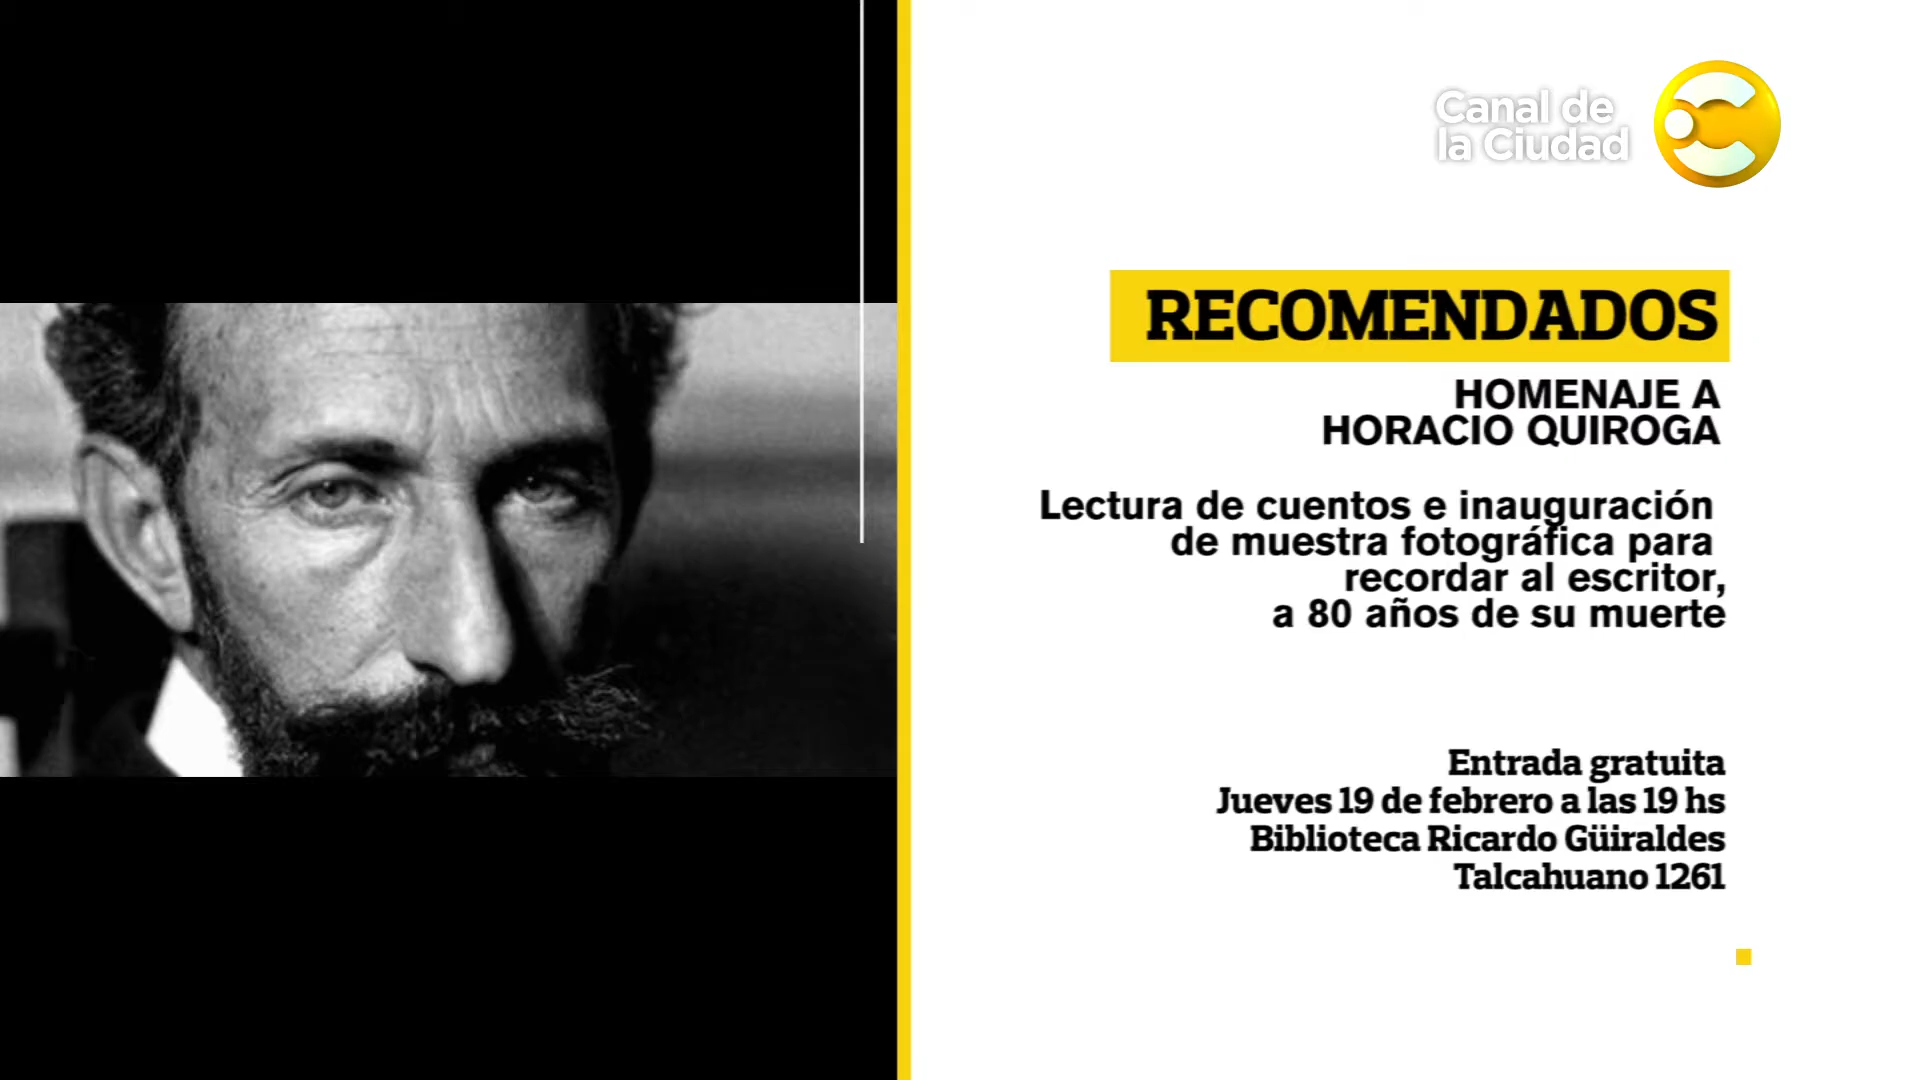 Canal de
la Ciudad
RECOMENDADOS
HOMENAJE A
HORACIO QUIROGA
Lectura de cuentos e inauguración
de muestra fotográfica para
recordar al escritor,
a 80 años de su muerte
Entrada gratuita
Jueves 19 de febrero a las 19 hs
Biblioteca Ricardo Güiraldes
Talcahuano 1261